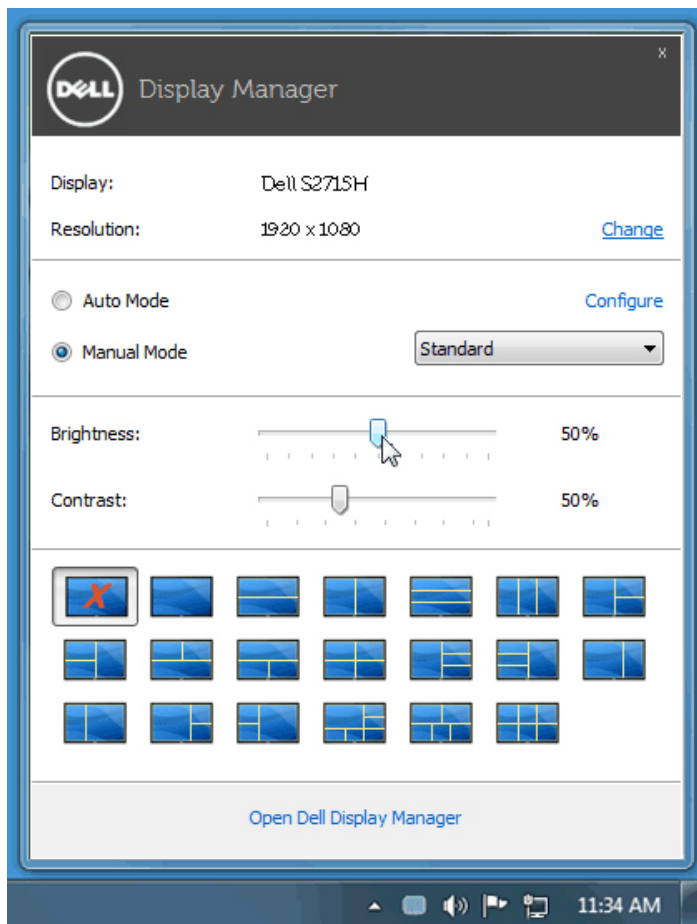 x
DELL Display Manager
Display: Dell S2715H
Resolution: 1920 x 1080 Change
Auto Mode Configure
Manual Mode Standard
Brightness: 50%
Contrast: 50%
X
Open Dell Display Manager
11:34 AM